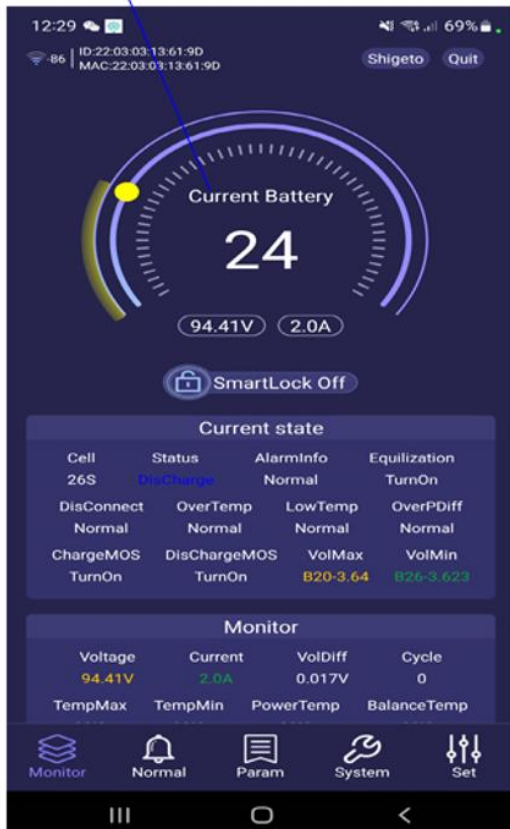 12:29 69%
-86 ID:22:03:03:13:61:9D Shigeto Quit
MAC:22:03:03:13:61:9D
Current Battery
24
94.41V 2.0A
SmartLock Off
Current state
Cell Status AlarmInfo Equilization
26S DisCharge Normal TurnOn
DisConnect OverTemp LowTemp OverPDiff
Normal Normal Normal Normal
ChargeMOS DisChargeMOS VolMax VolMin
TurnOn TurnOn B20-3.64 B26-3.623
Monitor
Voltage Current VolDiff Cycle
94.41V 2.0A 0.017V 0
TempMax TempMin PowerTemp BalanceTemp
Monitor Normal Param System Set